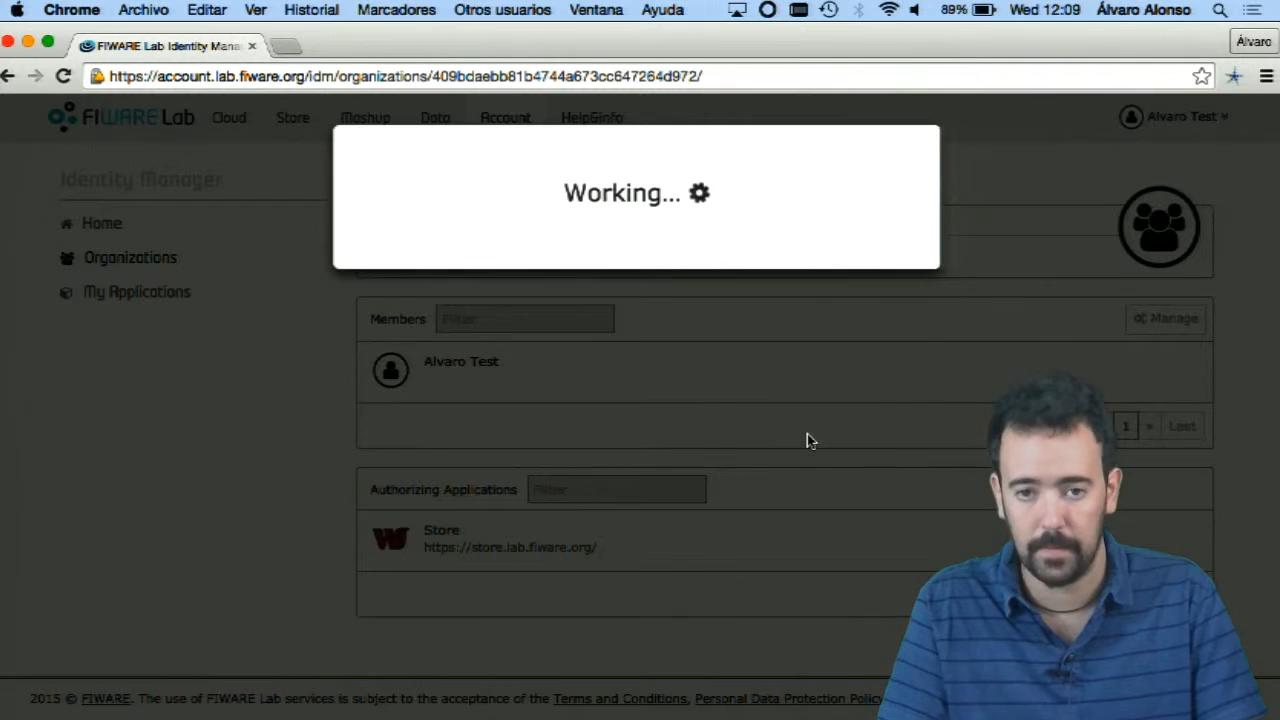 Chrome Archivo Editar Ver Historial Marcadores Otros usuarios Ventana Ayuda 89% Wed 12:09 Álvaro Alonso
FIWARE Lab Identity Mana Álvaro
https://account.lab.fiware.org/idm/organizations/409bdaebb81b4744a673cc647264d972/
FIWARE Lab Cloud Store Mashup Data Account Help&info Alvaro Test
Identity Manager
Working...
Home
Organizations
My Applications
Members Filter Manage
Alvaro Test
1 » Last
Authorizing Applications Filter
Store
https://store.lab.fiware.org/
2015 © FIWARE. The use of FIWARE Lab services is subject to the acceptance of the Terms and Conditions, Personal Data Protection Policy